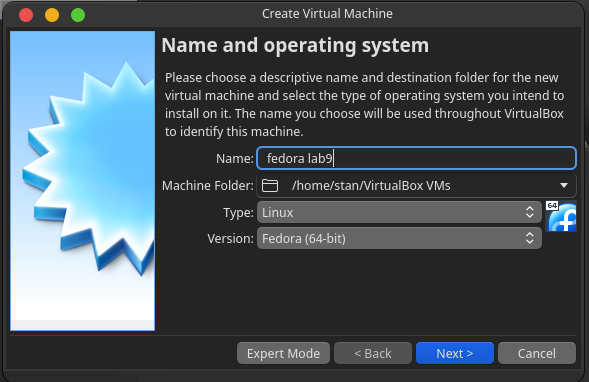 Create Virtual Machine
Name and operating system
Please choose a descriptive name and destination folder for the new
virtual machine and select the type of operating system you intend to
install on it. The name you choose will be used throughout VirtualBox
to identify this machine.
Name: fedora lab9
Machine Folder: /home/stan/VirtualBox VMs
Type: Linux
64
Version: Fedora (64-bit)
Expert Mode < Back Next > Cancel